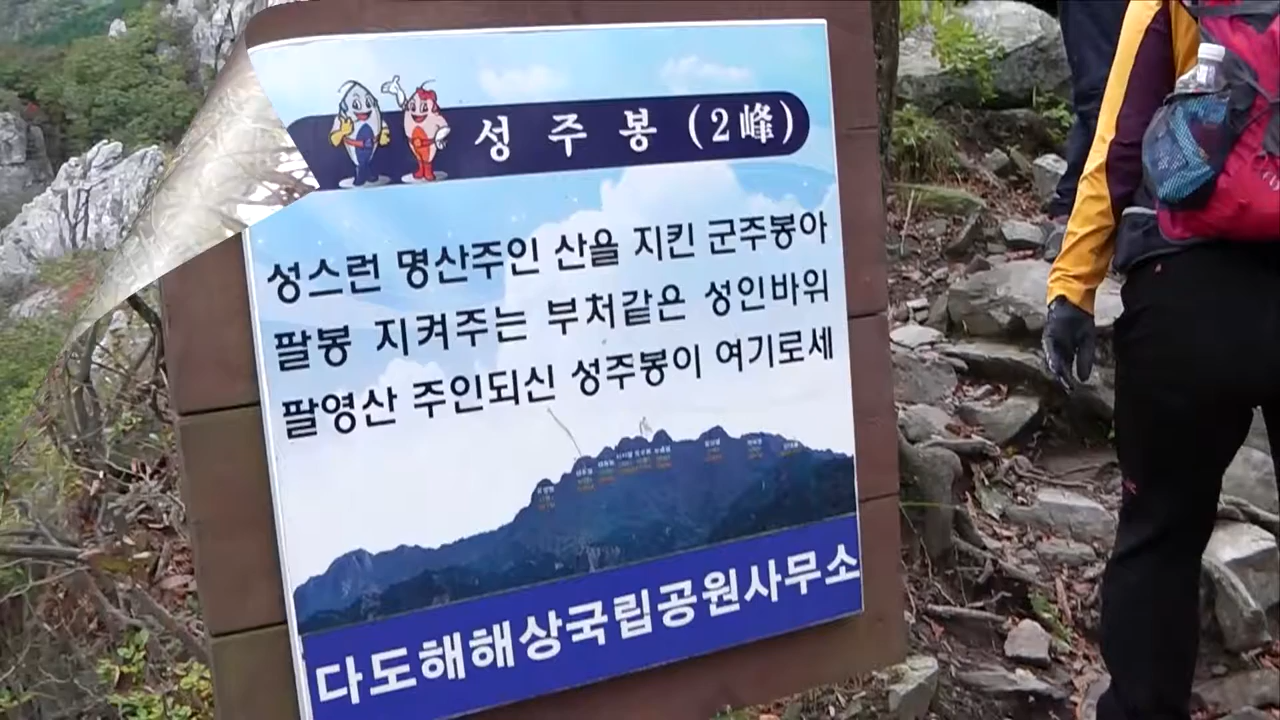 성주봉 (2峰)
성스런 명산주인 산을 지킨 군주봉아
팔봉 지켜주는 부처같은 성인바위
팔영산 주인되신 성주봉이 여기로세
다도해해상국립공원사무소